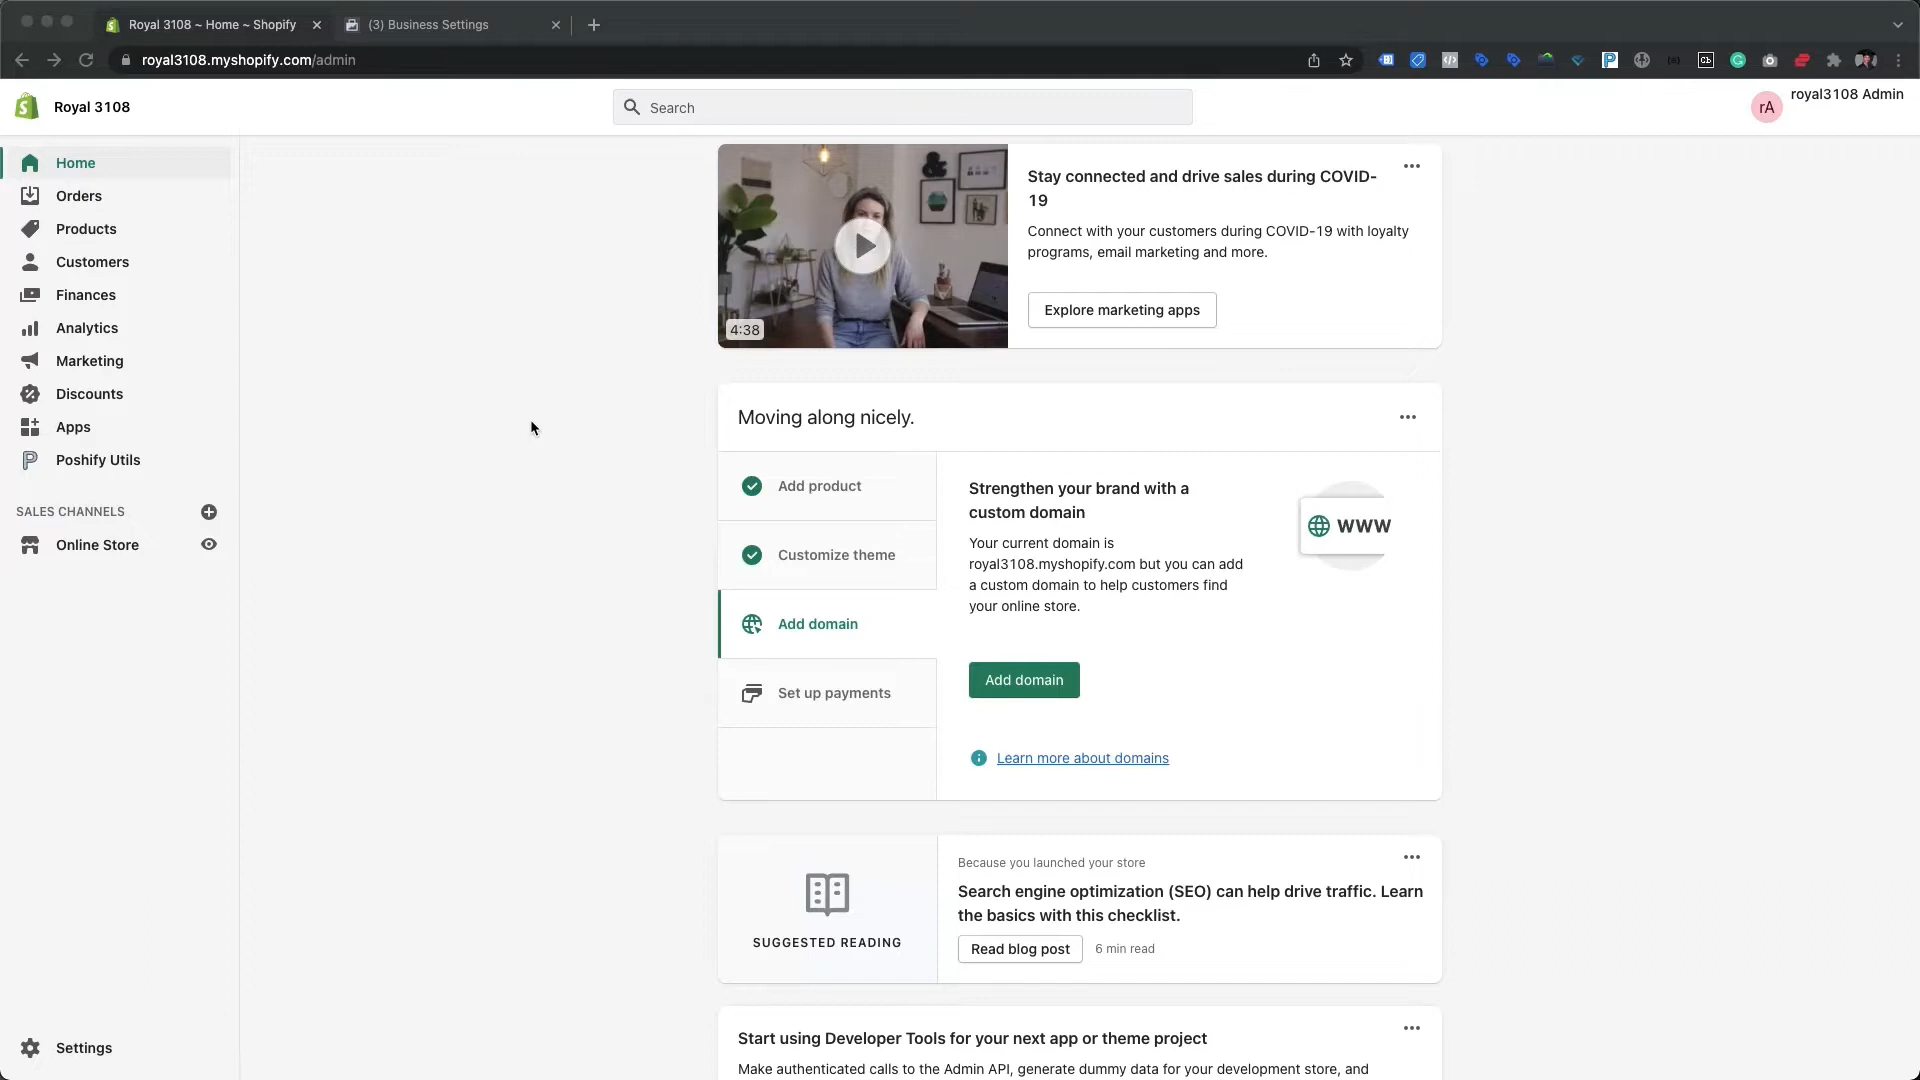 Royal 3108 ~ Home ~ Shopify
(3) Business Settings
royal3108.myshopify.com/admin
Royal 3108
Search
rA
royal3108 Admin
Home
Orders
Products
Customers
Finances
Analytics
Marketing
Discounts
Apps
Poshify Utils
SALES CHANNELS
Online Store
Settings
4:38
Stay connected and drive sales during COVID-
19
Connect with your customers during COVID-19 with loyalty
programs, email marketing and more.
Explore marketing apps
Moving along nicely.
Add product
Customize theme
Add domain
Set up payments
Strengthen your brand with a
custom domain
Your current domain is
royal3108.myshopify.com but you can add
a custom domain to help customers find
your online store.
WWW
Add domain
Learn more about domains
SUGGESTED READING
Because you launched your store
Search engine optimization (SEO) can help drive traffic. Learn
the basics with this checklist.
Read blog post
6 min read
Start using Developer Tools for your next app or theme project
Make authenticated calls to the Admin API, generate dummy data for your development store, and